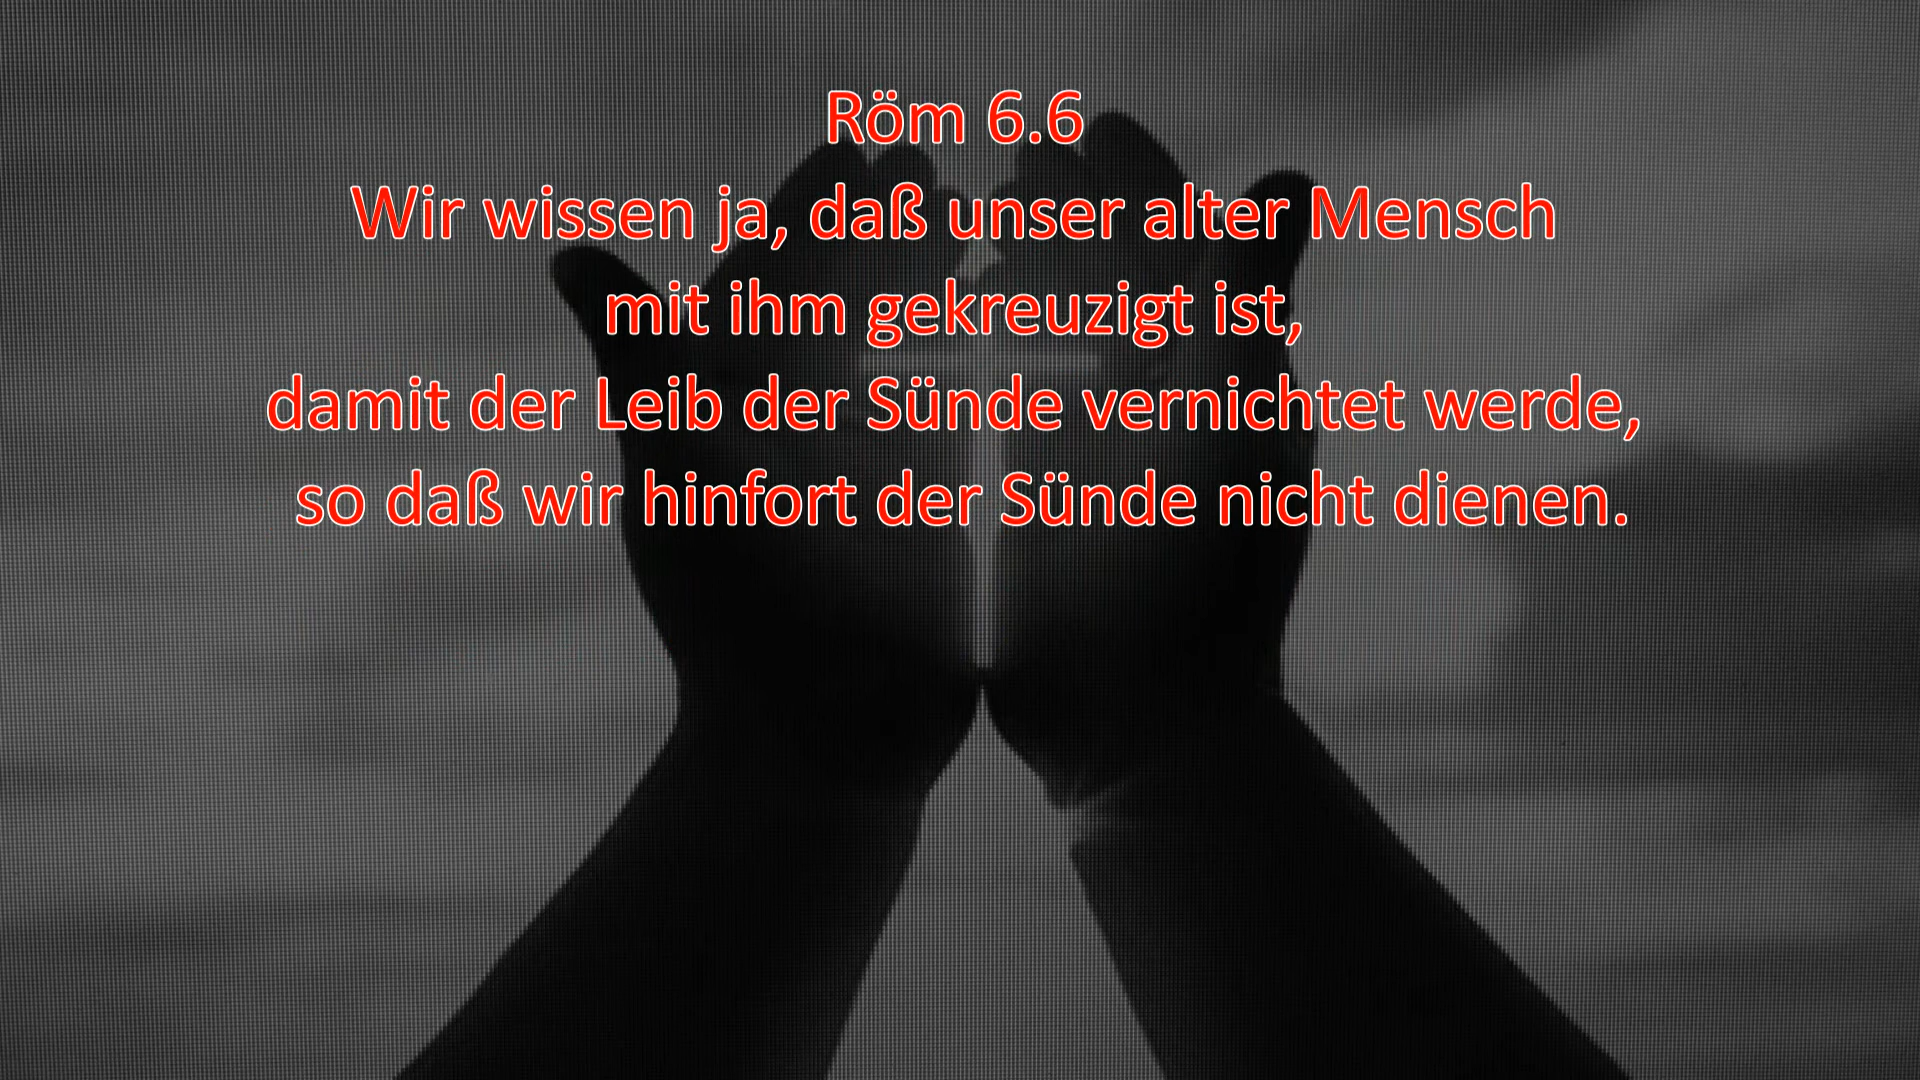 Röm 6.6
Wir wissen ja, daß unser alter Mensch
mit ihm gekreuzigt ist,
damit der Leib der Sünde vernichtet werde,
so daß wir hinfort der Sünde nicht dienen.